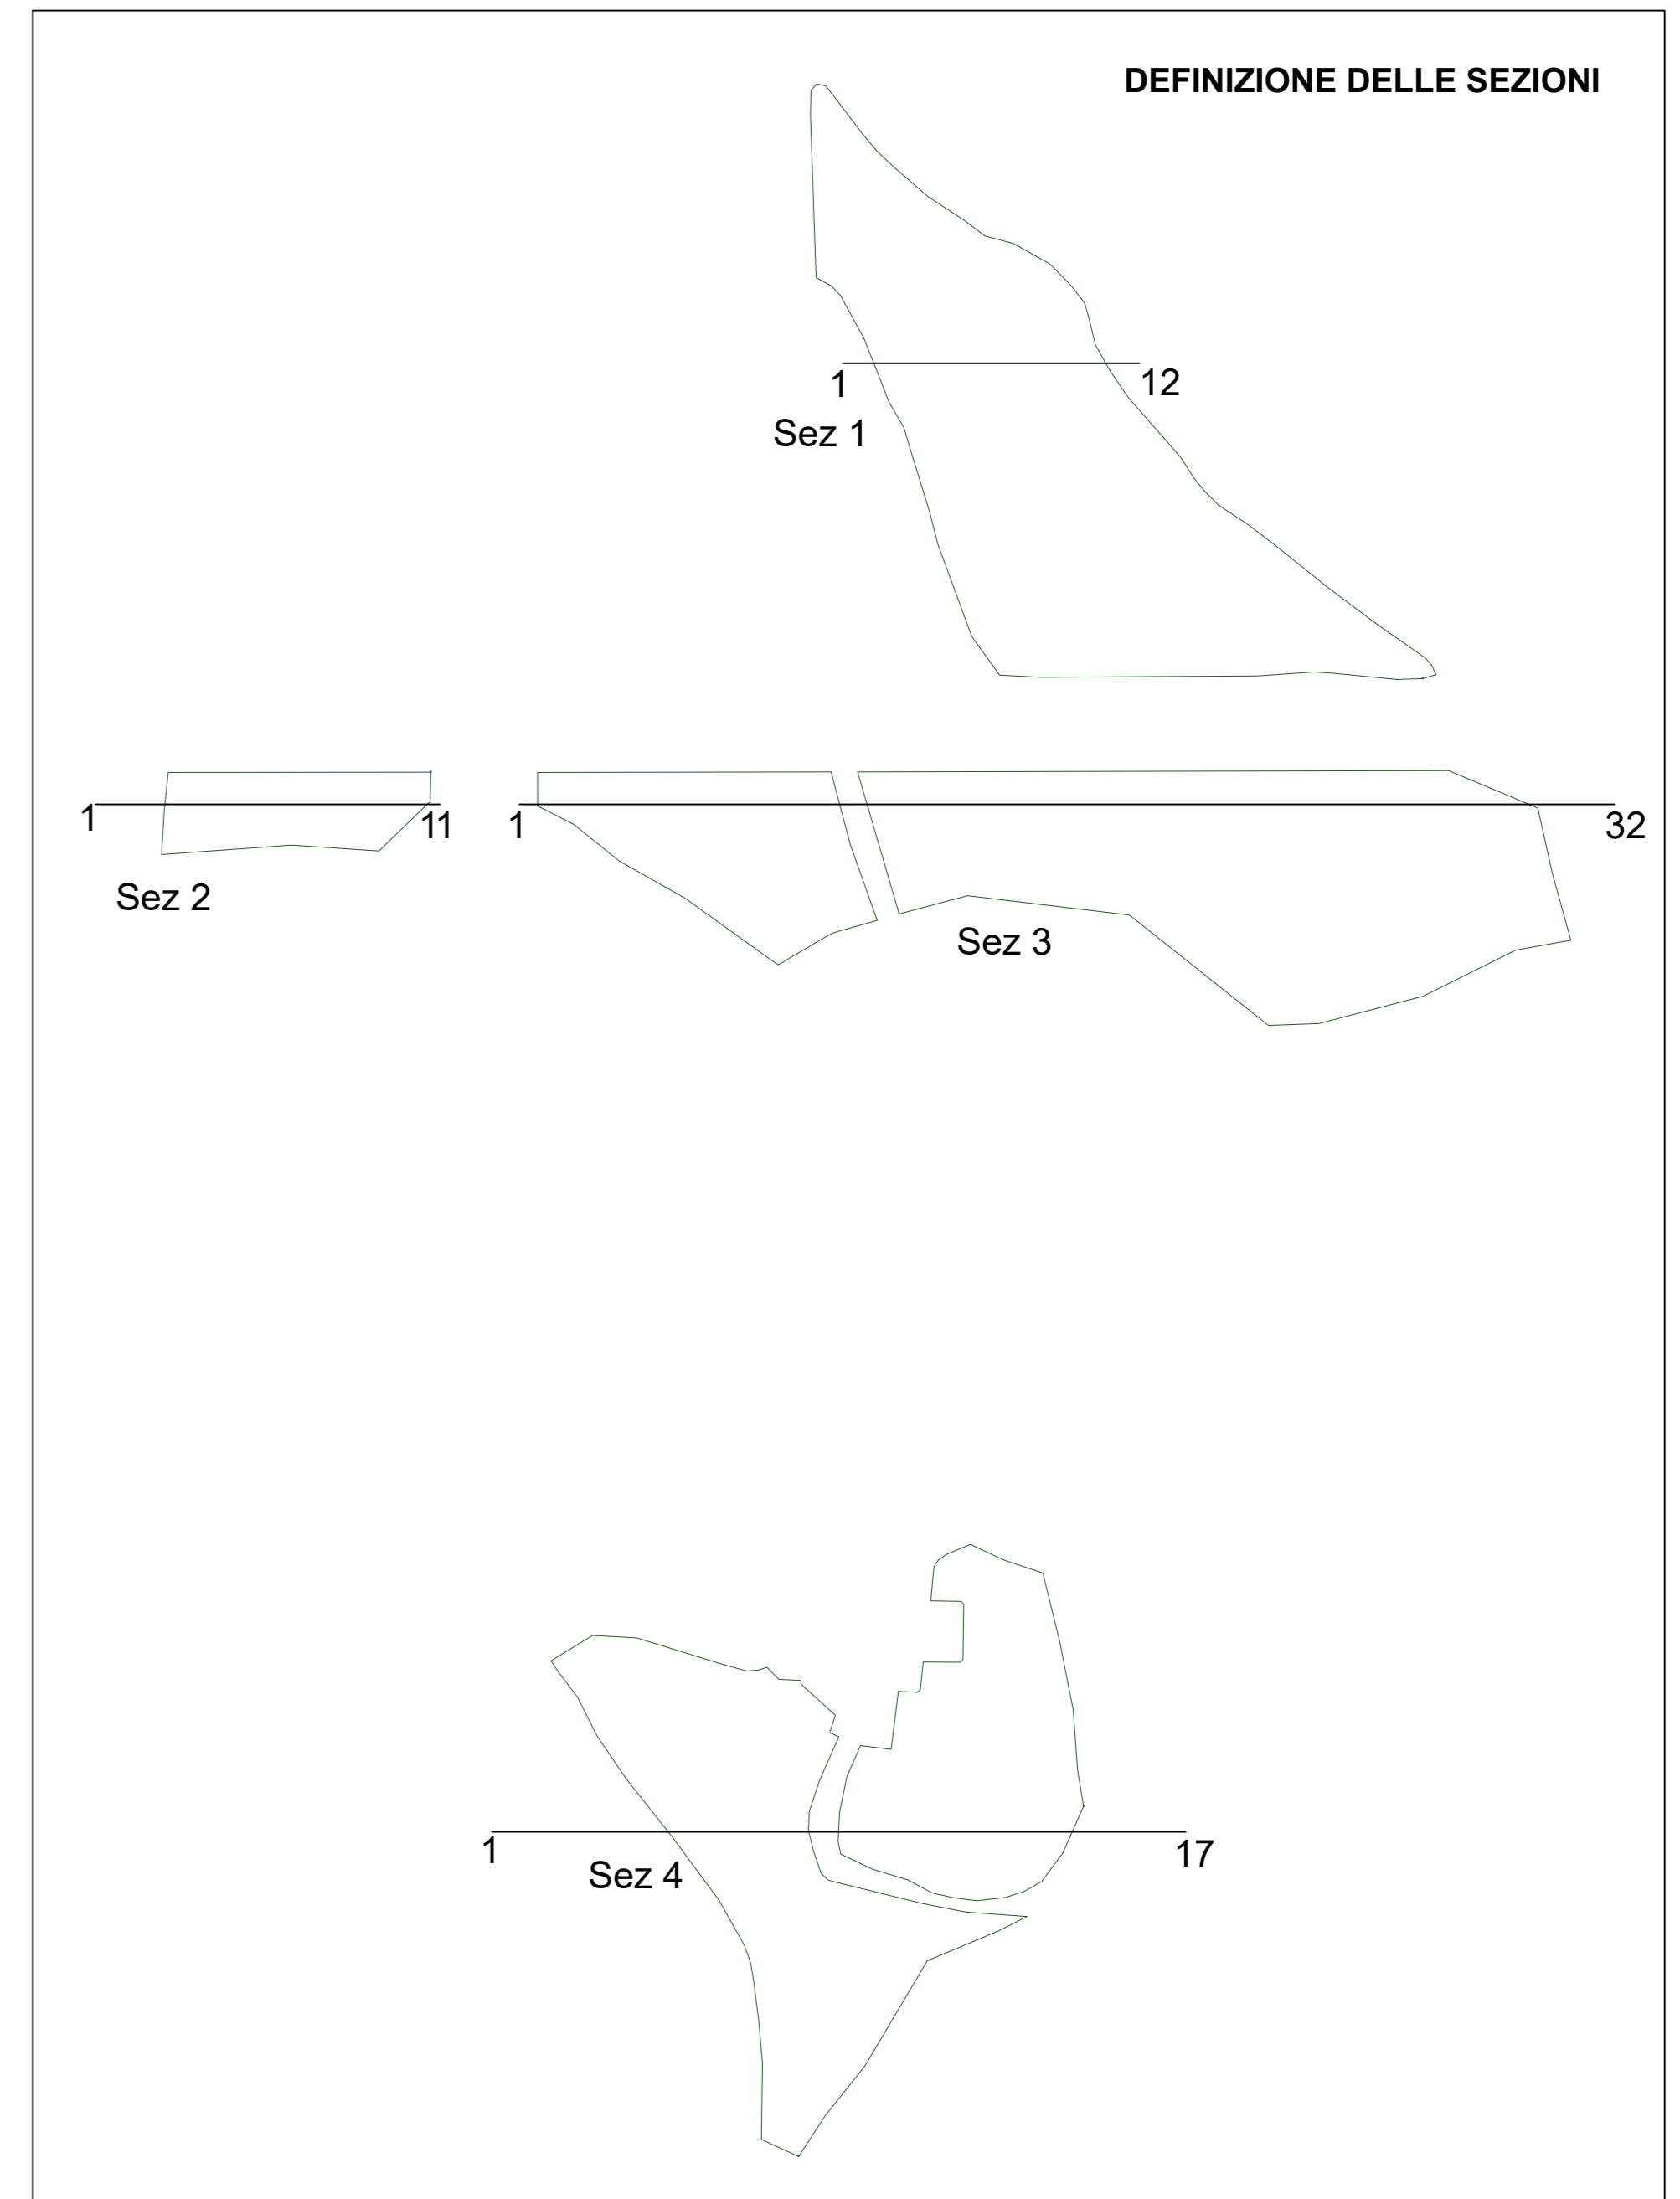 DEFINIZIONE DELLE SEZIONI
1 12
Sez 1
1 11 1 32
Sez 2
Sez 3
1 17
Sez 4